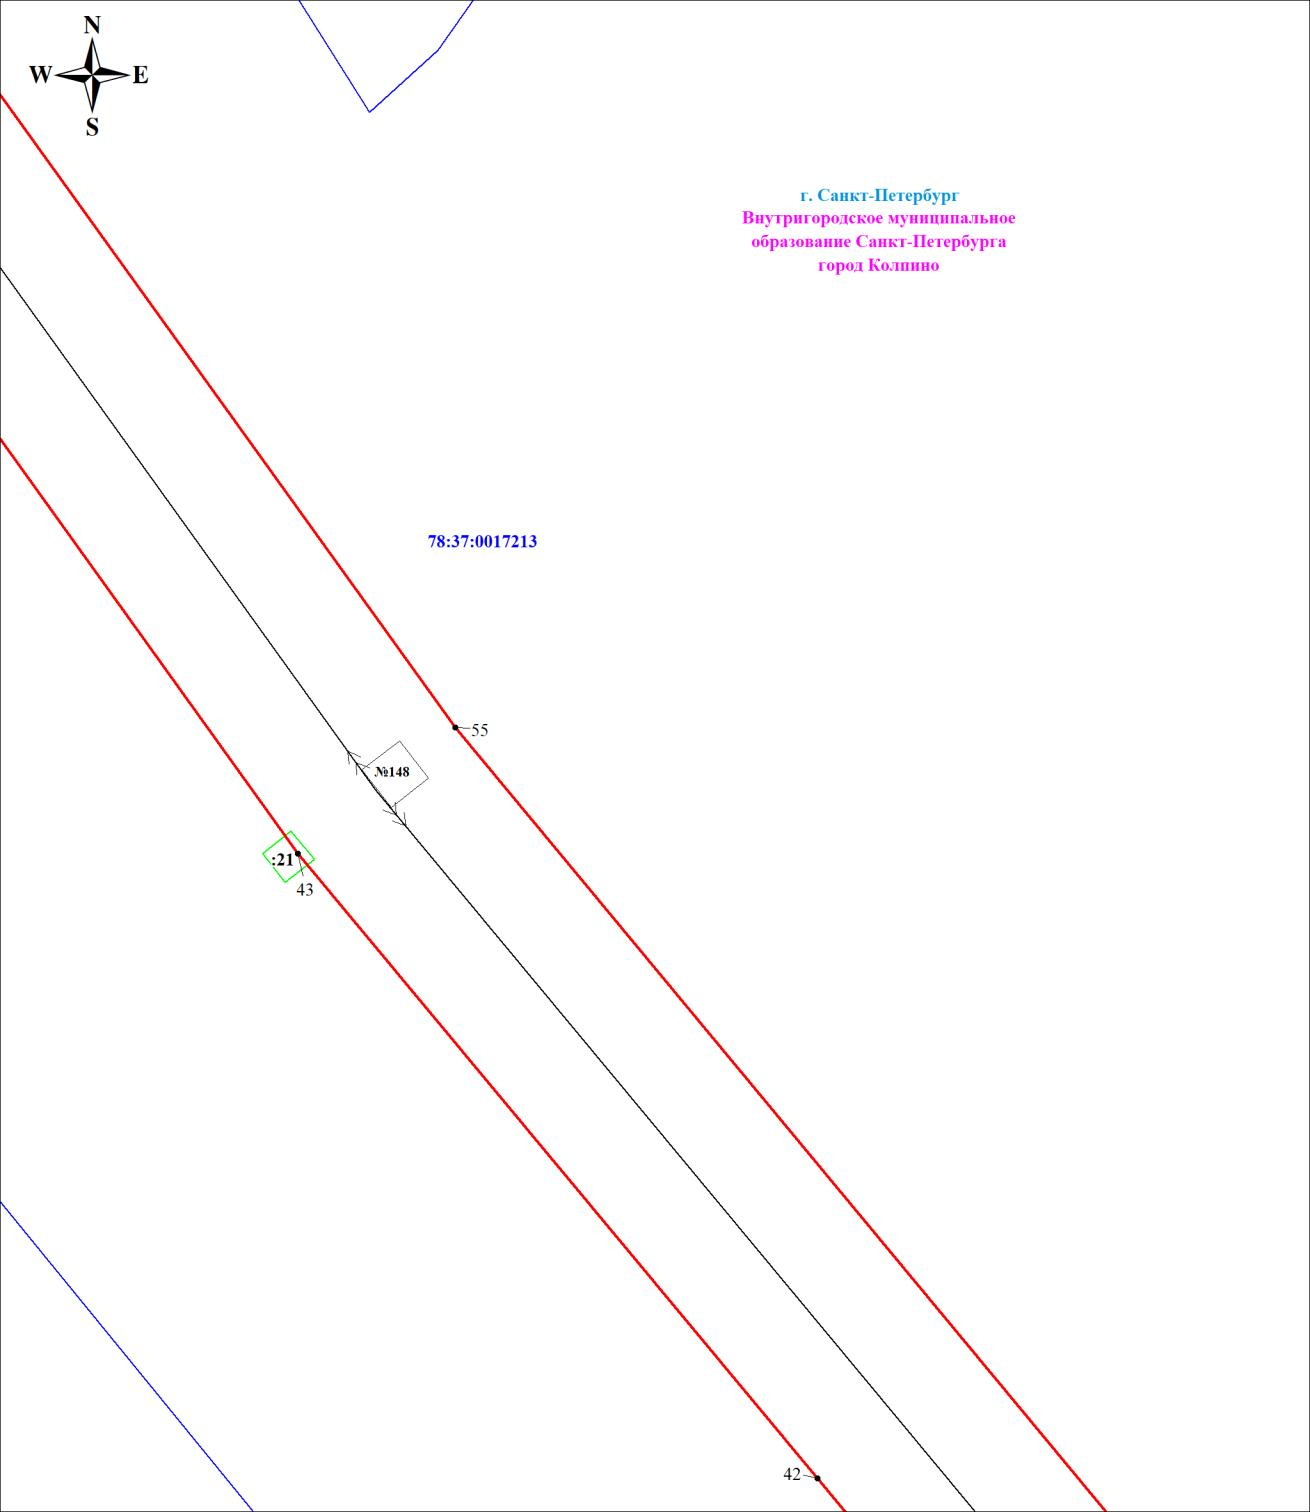 N
W E
S
г. Санкт-Петербург
Внутригородское муниципальное
образование Санкт-Петербурга
город Колпино
78:37:0017213
55
№148
:21
43
42